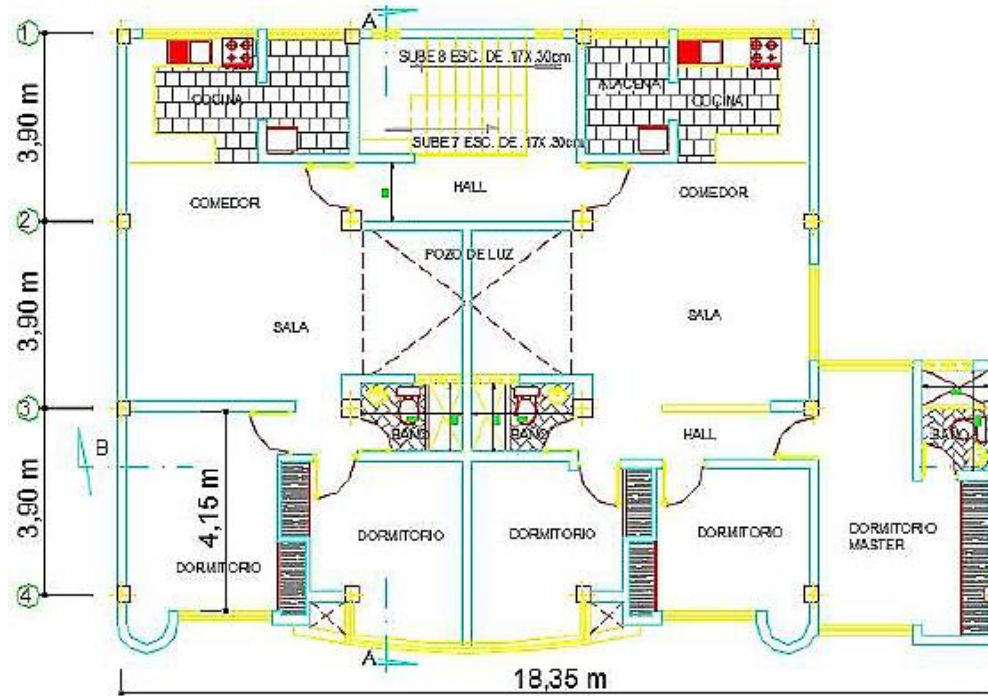 A
1
SUBE 8 ESC. DE .17X.30cm.
COCINA
ALACENA
COCINA
3,90 m
SUBE 7 ESC. DE .17X.30cm
HALL
COMEDOR
COMEDOR
2
POZO DE LUZ
3,90 m
SALA
SALA
3
BAÑO
BAÑO
HALL
BAÑO
B
3,90 m
4,15 m
DORMITORIO
DORMITORIO
DORMITORIO
DORMITORIO
DORMITORIO
MASTER
4
A
18,35 m